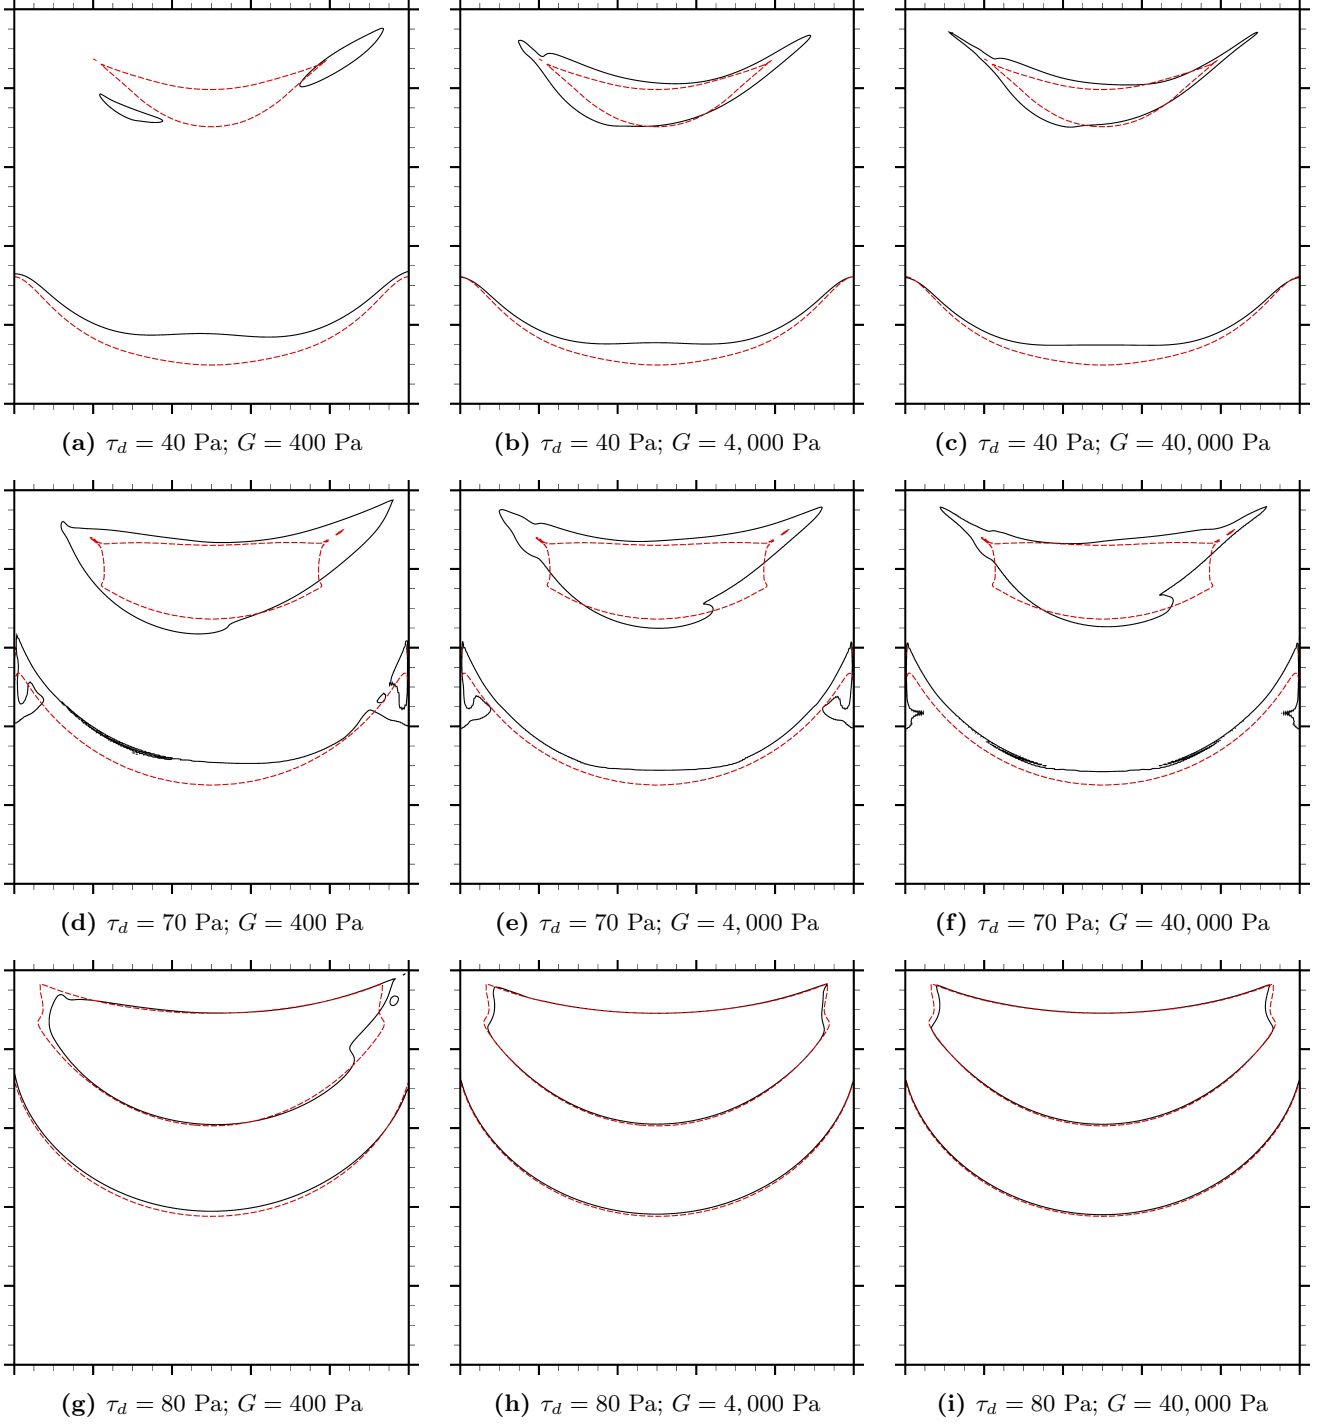 (a) τd = 40 Pa; G = 400 Pa
(b) τd = 40 Pa; G = 4,000 Pa
(c) τd = 40 Pa; G = 40,000 Pa
(d) τd = 70 Pa; G = 400 Pa
(e) τd = 70 Pa; G = 4,000 Pa
(f) τd = 70 Pa; G = 40,000 Pa
(g) τd = 80 Pa; G = 400 Pa
(h) τd = 80 Pa; G = 4,000 Pa
(i) τd = 80 Pa; G = 40,000 Pa